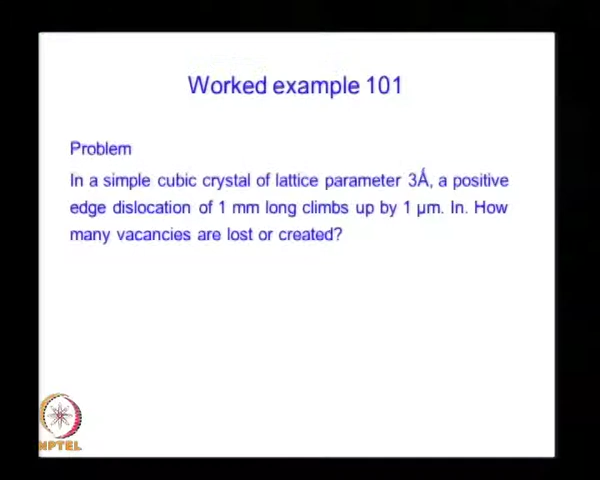 Worked example 101
Problem
In a simple cubic crystal of lattice parameter 3Å, a positive
edge dislocation of 1 mm long climbs up by 1 μm. In. How
many vacancies are lost or created?
NPTEL